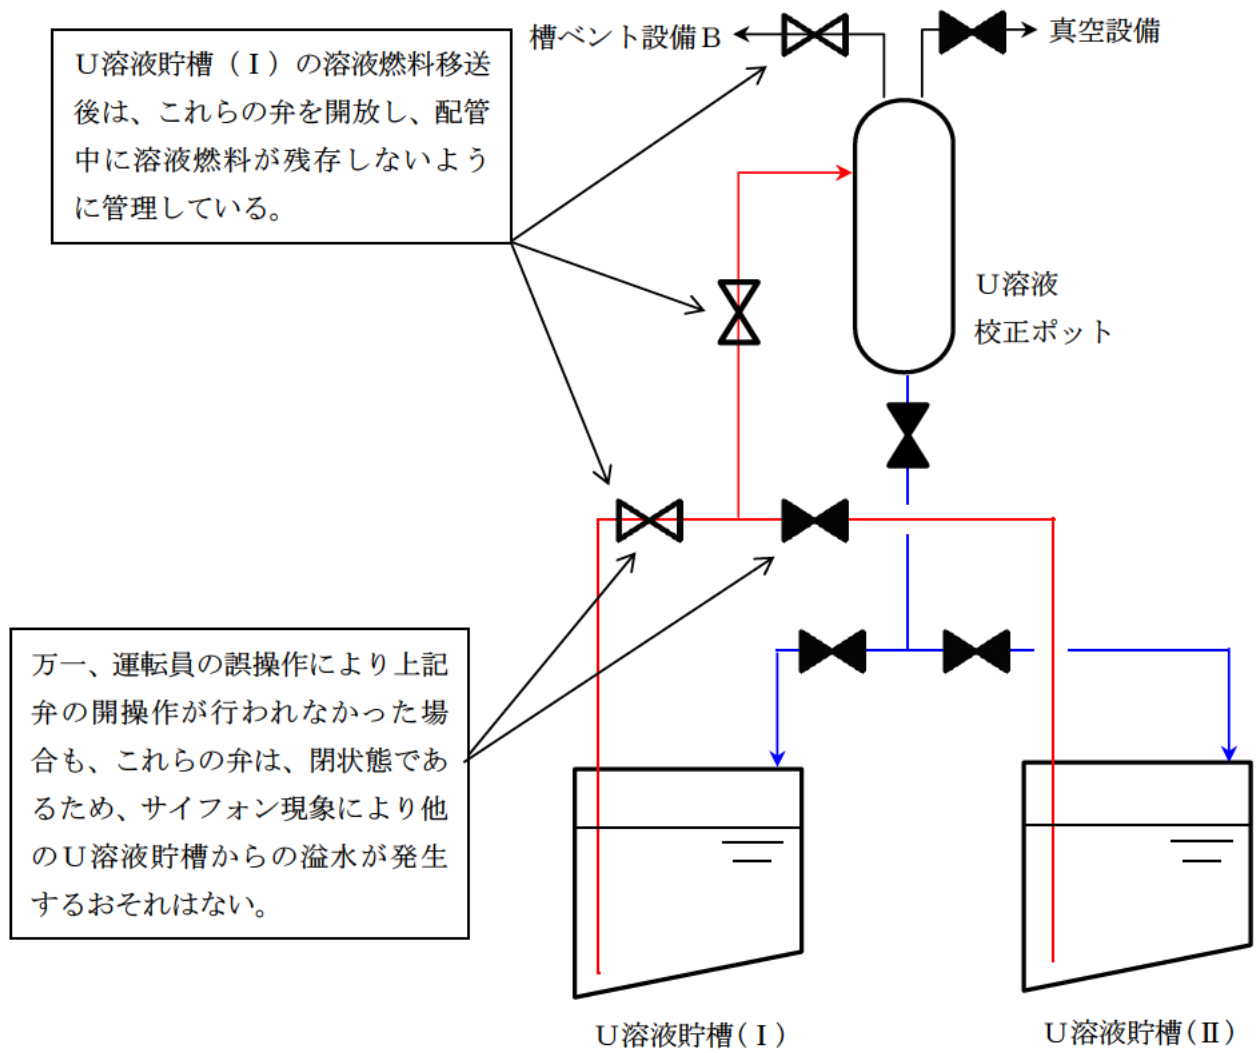 槽ベント設備Ｂ
真空設備
Ｕ溶液貯槽（Ⅰ）の溶液燃料移送
後は、これらの弁を開放し、配管
中に溶液燃料が残存しないよう
に管理している。
Ｕ溶液
校正ポット
万一、運転員の誤操作により上記
弁の開操作が行われなかった場
合も、これらの弁は、閉状態であ
るため、サイフォン現象により他
のＵ溶液貯槽からの溢水が発生
するおそれはない。
Ｕ溶液貯槽(Ⅰ)
Ｕ溶液貯槽(Ⅱ)